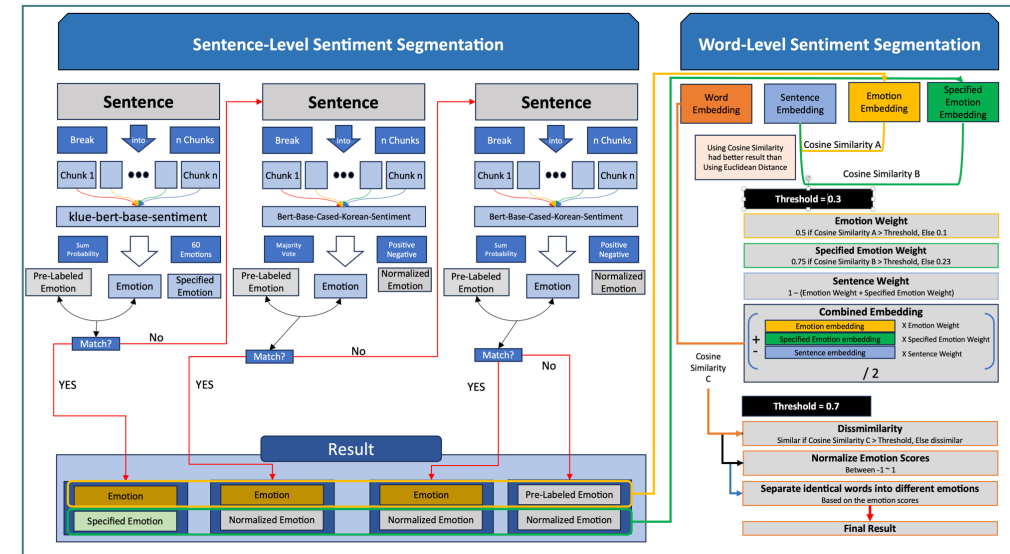 Sentence-Level Sentiment Segmentation
Sentence
Break
into
n Chunks
Chunk 1
Chunk n
klue-bert-base-sentiment
Sum
Probability
60
Emotions
Pre-Labeled
Emotion
Emotion
Specified
Emotion
Match?
No
YES
Sentence
Break
into
n Chunks
Chunk 1
Chunk n
Bert-Base-Cased-Korean-Sentiment
Majority
Vote
Positive
Negative
Pre-Labeled
Emotion
Emotion
Normalized
Emotion
Match?
No
YES
Sentence
Break
into
n Chunks
Chunk 1
Chunk n
Bert-Base-Cased-Korean-Sentiment
Sum
Probability
Positive
Negative
Pre-Labeled
Emotion
Emotion
Normalized
Emotion
Match?
No
YES
Result
Emotion
Emotion
Emotion
Pre-Labeled Emotion
Specified Emotion
Normalized Emotion
Normalized Emotion
Normalized Emotion
Word-Level Sentiment Segmentation
Word
Embedding
Sentence
Embedding
Emotion
Embedding
Specified
Emotion
Embedding
Using Cosine Similarity
had better result than
Using Euclidean Distance
Cosine Similarity A
Cosine Similarity B
Threshold = 0.3
Emotion Weight
0.5 if Cosine Similarity A > Threshold, Else 0.1
Specified Emotion Weight
0.75 if Cosine Similarity B > Threshold, Else 0.23
Sentence Weight
1 – (Emotion Weight + Specified Emotion Weight)
Combined Embedding
Emotion embedding X Emotion Weight
+ Specified Emotion embedding X Specified Emotion Weight
- Sentence embedding X Sentence Weight
/ 2
Cosine
Similarity
C
Threshold = 0.7
Dissmimilarity
Similar if Cosine Similarity C > Threshold, Else dissimilar
Normalize Emotion Scores
Between -1 ~ 1
Separate identical words into different emotions
Based on the emotion scores
Final Result